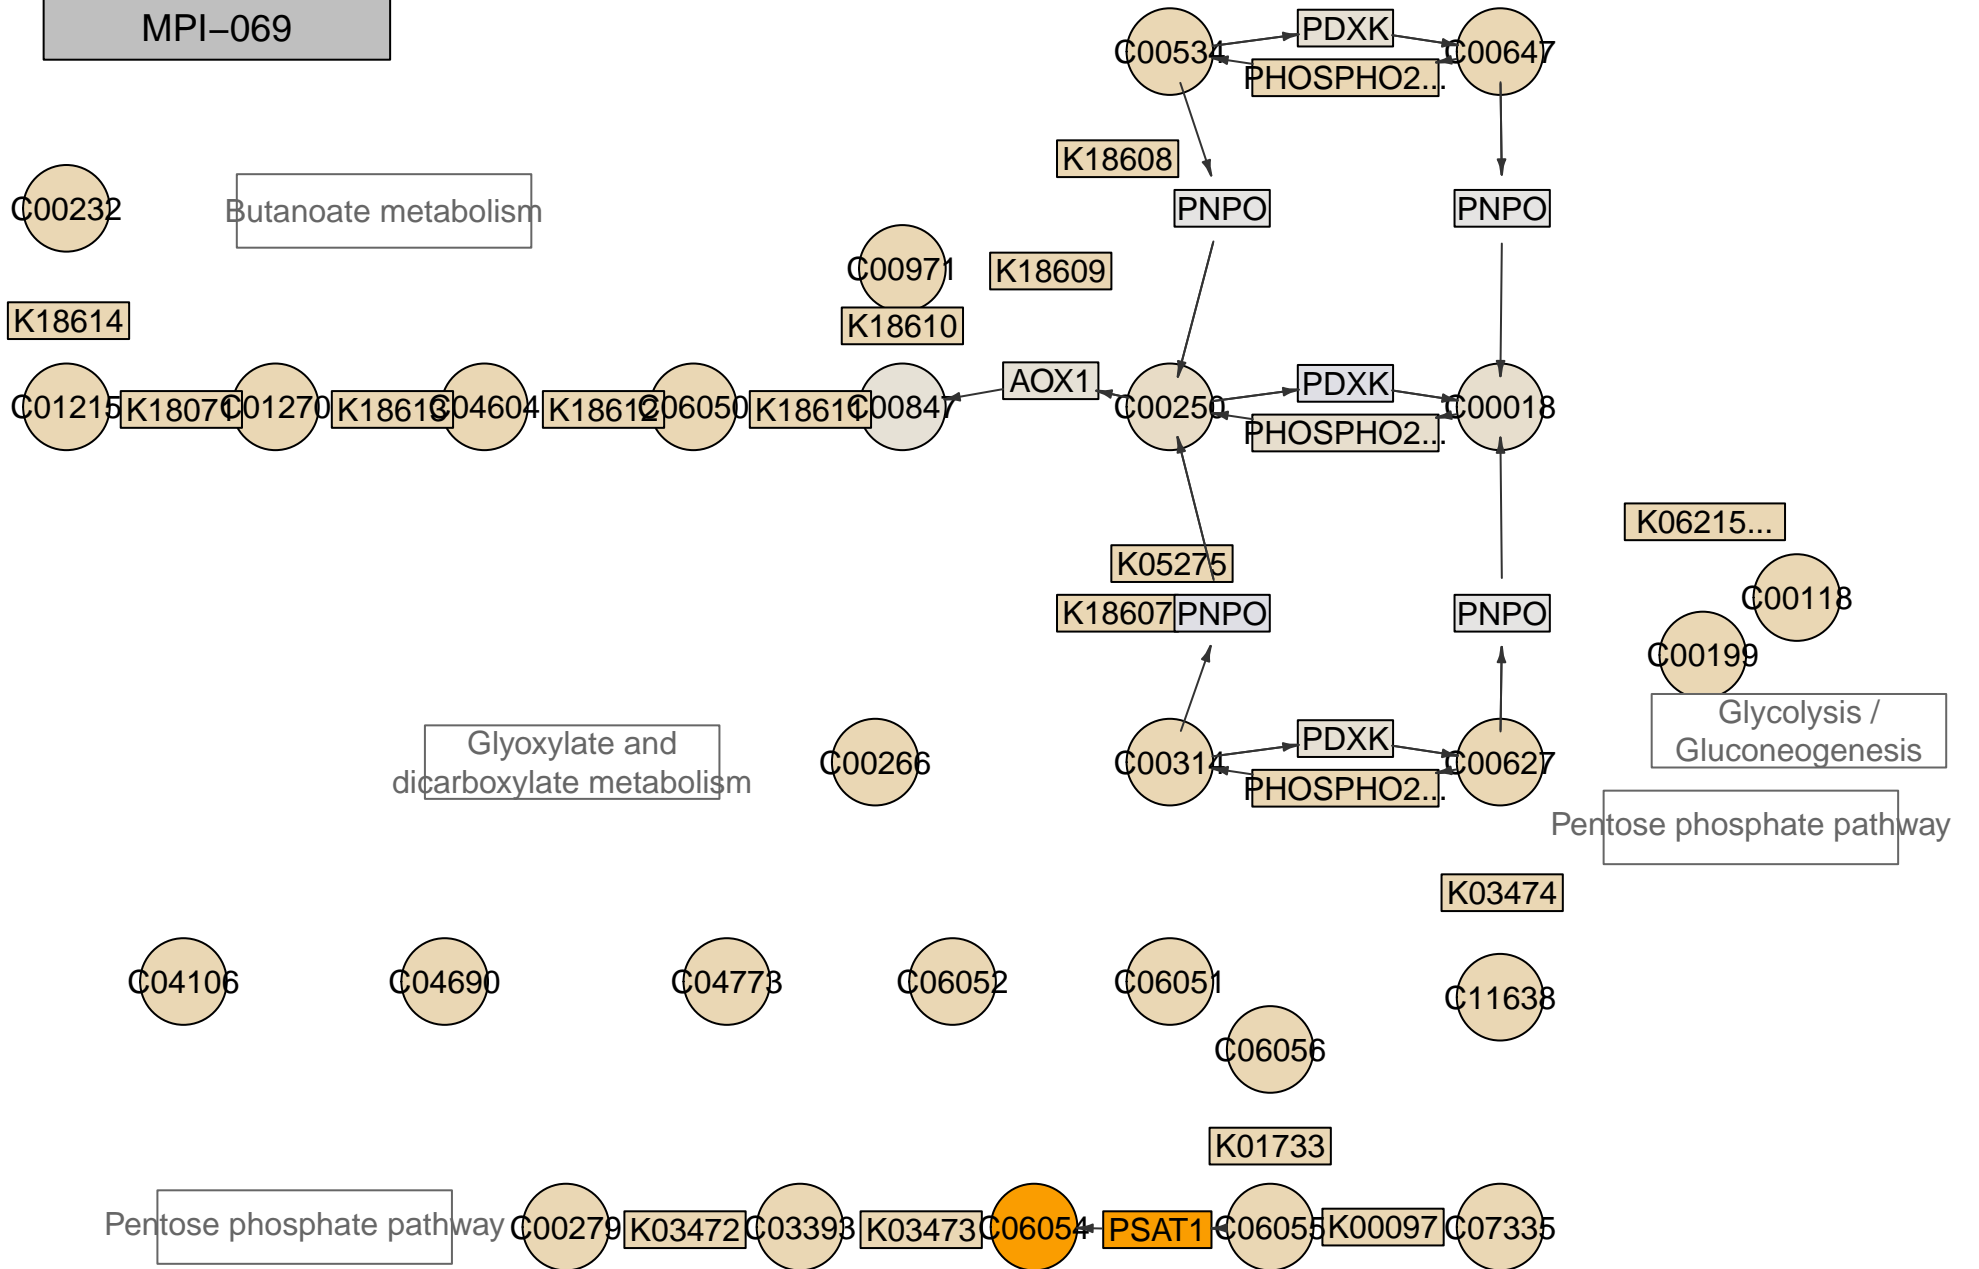 MPI−069
C00534
PDXK
C00647
PHOSPHO2...
K18608
C00232
Butanoate metabolism
PNPO
PNPO
C00971
K18609
K18614
K18610
C01215
K18071
C01270
K18613
C04604
K18612
C06050
K18611
C00847
AOX1
C00250
PDXK
C00018
PHOSPHO2...
K06215...
K05275
K18607
PNPO
PNPO
C00118
C00199
Glycolysis /
Gluconeogenesis
Glyoxylate and
dicarboxylate metabolism
C00266
C00314
PDXK
C00627
PHOSPHO2...
Pentose phosphate pathway
K03474
C04106
C04690
C04773
C06052
C06051
C11638
C06056
K01733
Pentose phosphate pathway
C00279
K03472
C03393
K03473
C06054
PSAT1
C06055
K00097
C07335